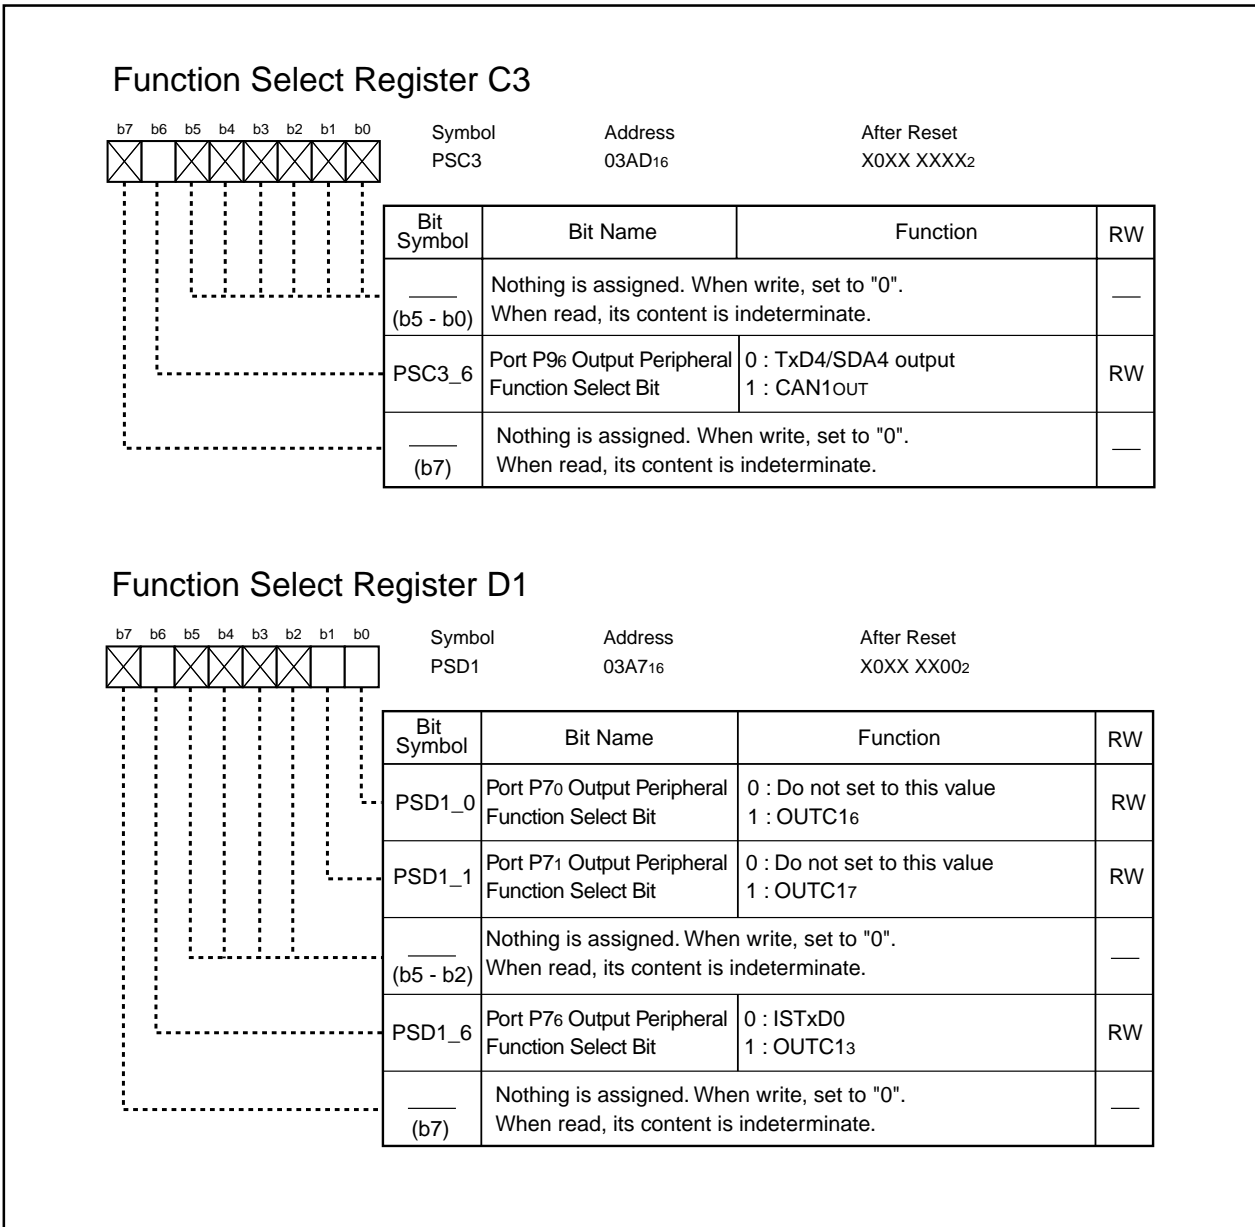 Function Select Register C3
b7 b6 b5 b4 b3 b2 b1 b0
Symbol Address After Reset
PSC3 03AD16 X0XX XXXX2
Bit Symbol Bit Name Function RW
(b5 - b0) Nothing is assigned. When write, set to "0".
When read, its content is indeterminate.
PSC3_6 Port P96 Output Peripheral Function Select Bit 0 : TxD4/SDA4 output
1 : CAN1OUT RW
(b7) Nothing is assigned. When write, set to "0".
When read, its content is indeterminate.
Function Select Register D1
b7 b6 b5 b4 b3 b2 b1 b0
Symbol Address After Reset
PSD1 03A716 X0XX XX002
Bit Symbol Bit Name Function RW
PSD1_0 Port P70 Output Peripheral Function Select Bit 0 : Do not set to this value
1 : OUTC16 RW
PSD1_1 Port P71 Output Peripheral Function Select Bit 0 : Do not set to this value
1 : OUTC17 RW
(b5 - b2) Nothing is assigned. When write, set to "0".
When read, its content is indeterminate.
PSD1_6 Port P76 Output Peripheral Function Select Bit 0 : ISTxD0
1 : OUTC13 RW
(b7) Nothing is assigned. When write, set to "0".
When read, its content is indeterminate.